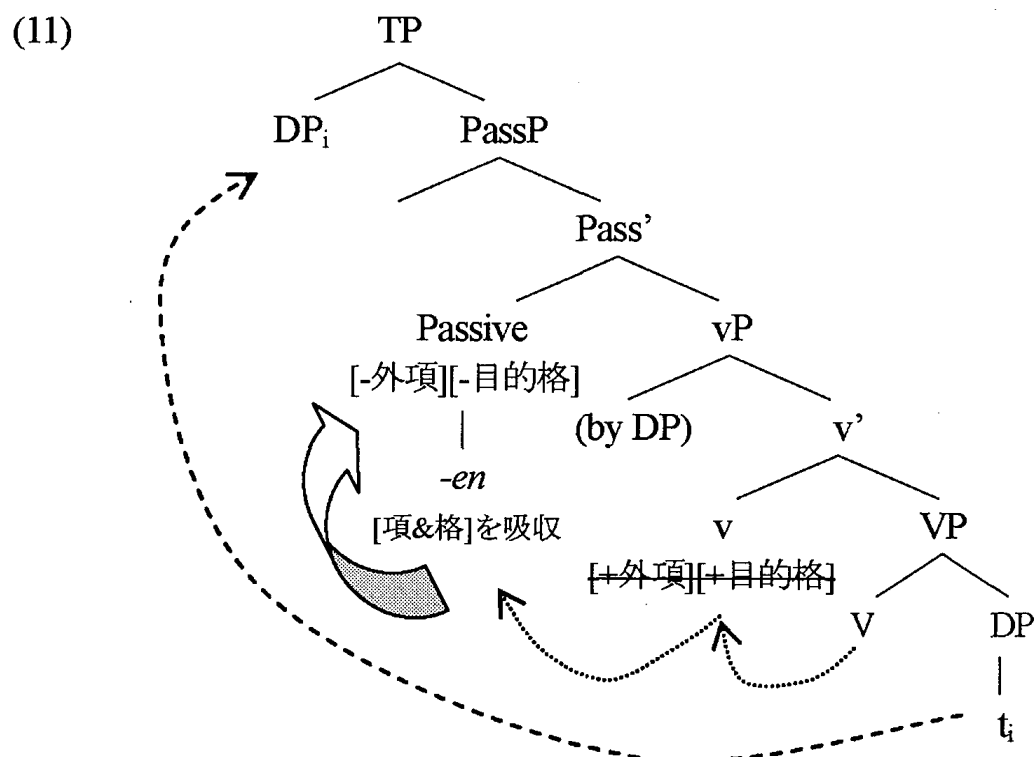 (11)
TP
DPi PassP
Pass’
Passive vP
[-外項][-目的格] (by DP) v’
-en
[項&格]を吸収 v VP
[+外項][+目的格]
V DP
ti